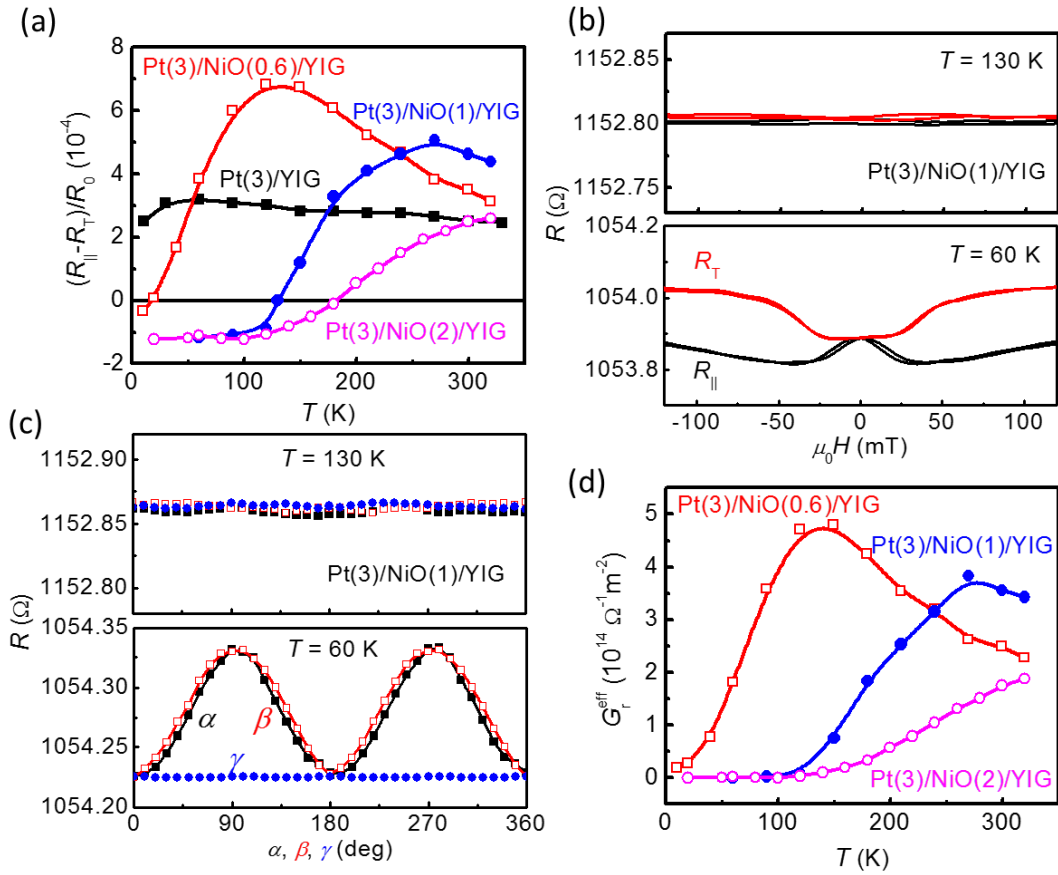 (a)
8
6
4
2
0
-2
(R||-RT)/R0 (10-4)
Pt(3)/NiO(0.6)/YIG
Pt(3)/NiO(1)/YIG
Pt(3)/YIG
Pt(3)/NiO(2)/YIG
0 100 200 300
T (K)
(b)
1152.85
1152.80
1152.75
T = 130 K
Pt(3)/NiO(1)/YIG
R (Ω)
1054.2
1054.0
1053.8
T = 60 K
RT
R||
-100 -50 0 50 100
μ0H (mT)
(c)
1152.90
1152.85
1152.80
T = 130 K
Pt(3)/NiO(1)/YIG
R (Ω)
1054.35
1054.30
1054.25
1054.20
T = 60 K
α
β
γ
0 90 180 270 360
α, β, γ (deg)
(d)
5
4
3
2
1
0
Greff (1014 Ω-1m-2)
Pt(3)/NiO(0.6)/YIG
Pt(3)/NiO(1)/YIG
Pt(3)/NiO(2)/YIG
0 100 200 300
T (K)